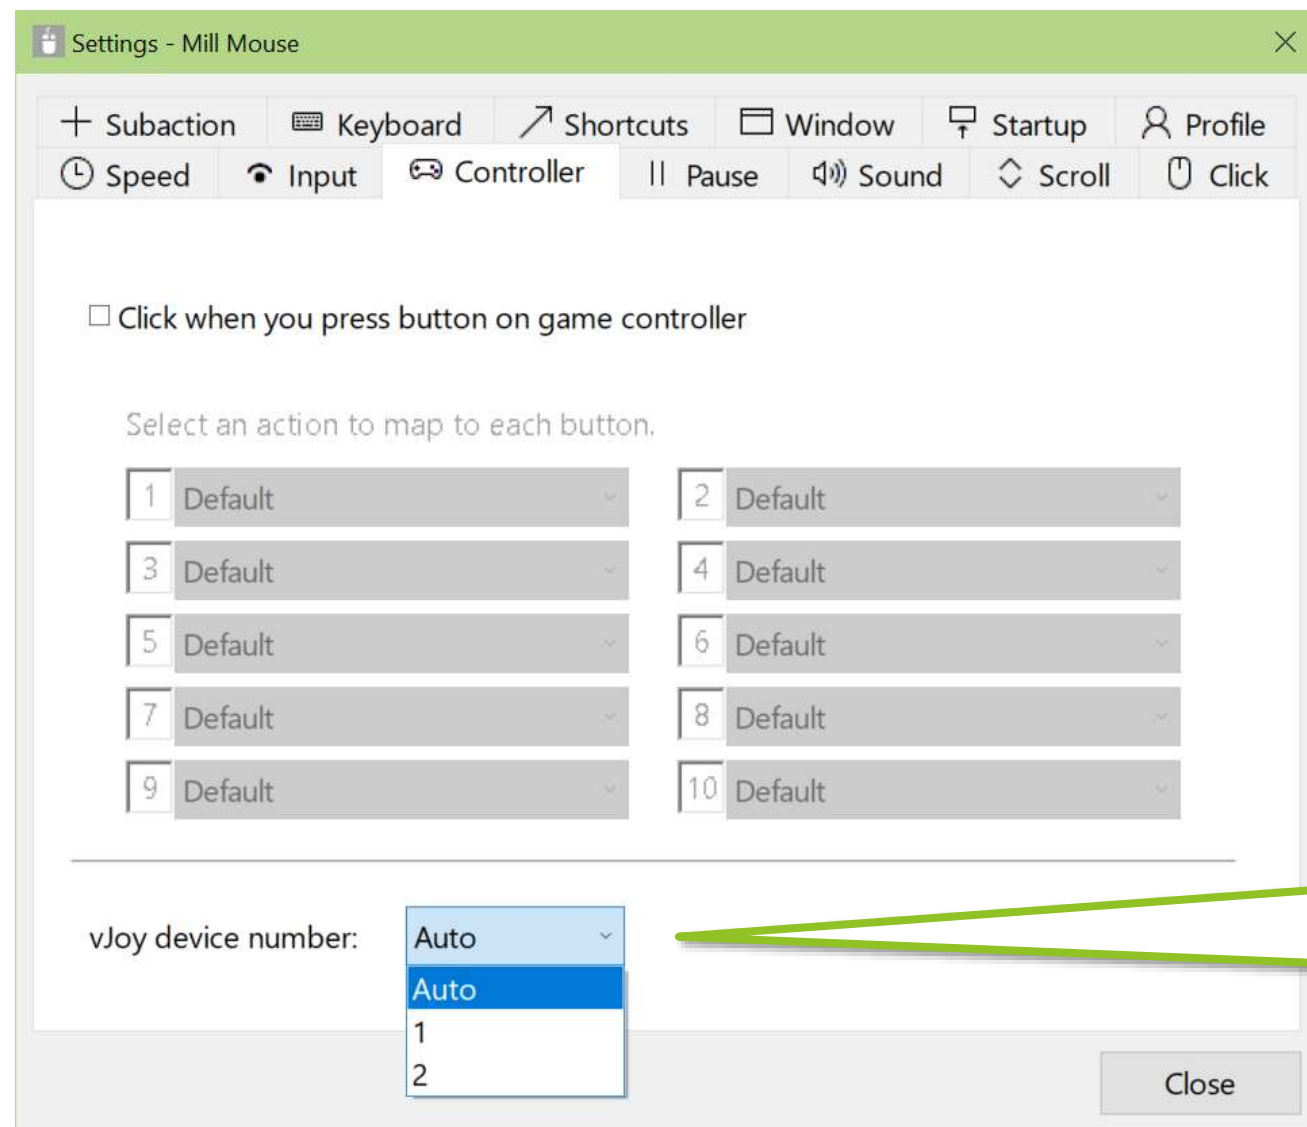 Settings - Mill Mouse
Subaction Keyboard Shortcuts Window Startup Profile
Speed Input Controller Pause Sound Scroll Click
Click when you press button on game controller
Select an action to map to each button.
1 Default 2 Default
3 Default 4 Default
5 Default 6 Default
7 Default 8 Default
9 Default 10 Default
vJoy device number: Auto
Auto
1
2
Close